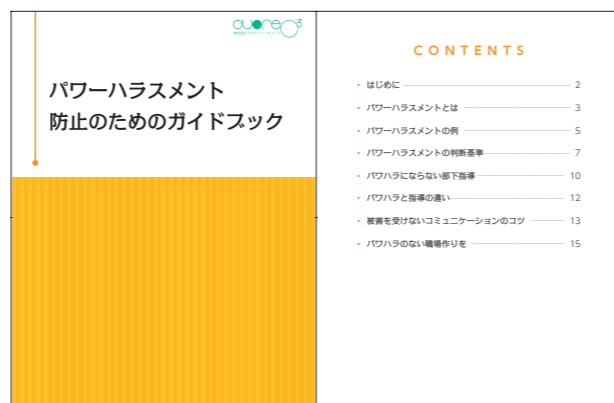 cuore C³
パワーハラスメント
防止のためのガイドブック
CONTENTS
・ はじめに 2
・ パワーハラスメントとは 3
・ パワーハラスメントの例 5
・ パワーハラスメントの判断基準 7
・ パワハラにならない部下指導 10
・ パワハラと指導の違い 12
・ 被害を受けないコミュニケーションのコツ 13
・ パワハラのない職場作りを 15